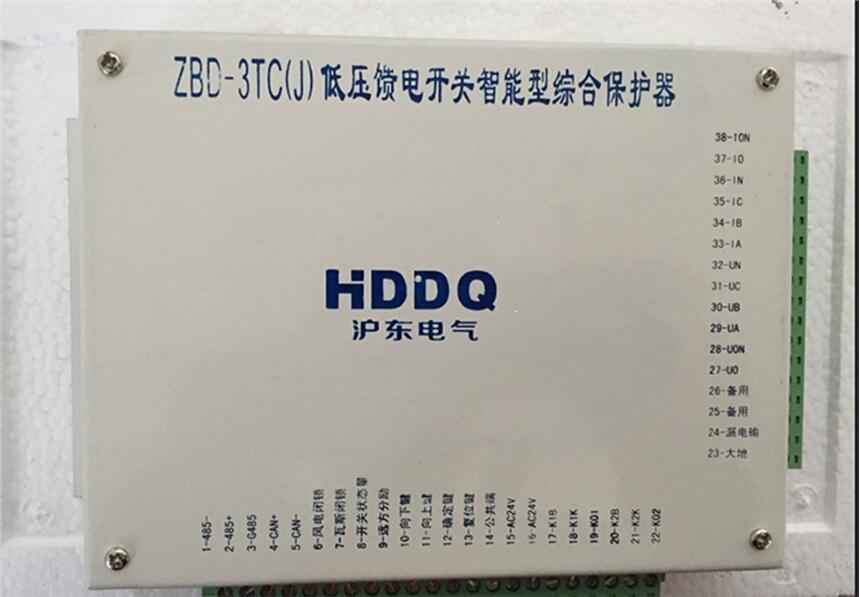 ZBD-3TC(J)低压馈电开关智能型综合保护器
38-ION
37-IO
36-IN
35-IC
34-IB
33-IA
32-UN
31-UC
30-UB
29-UA
28-UON
27-UO
26-备用
25-备用
24-漏电输
23-大地
HDDQ
沪东电气
1-485-
2-485+
3-G485
4-CAN+
5-CAN-
6-风电闭锁
7-瓦斯闭锁
8-开关状态量
9-远方分励
10-向下键
11-向上键
12-确定键
13-复位键
14-公共端
15-AC24V
16-AC24V
17-K1B
18-K1K
19-K01
20-K2B
21-K2K
22-K02